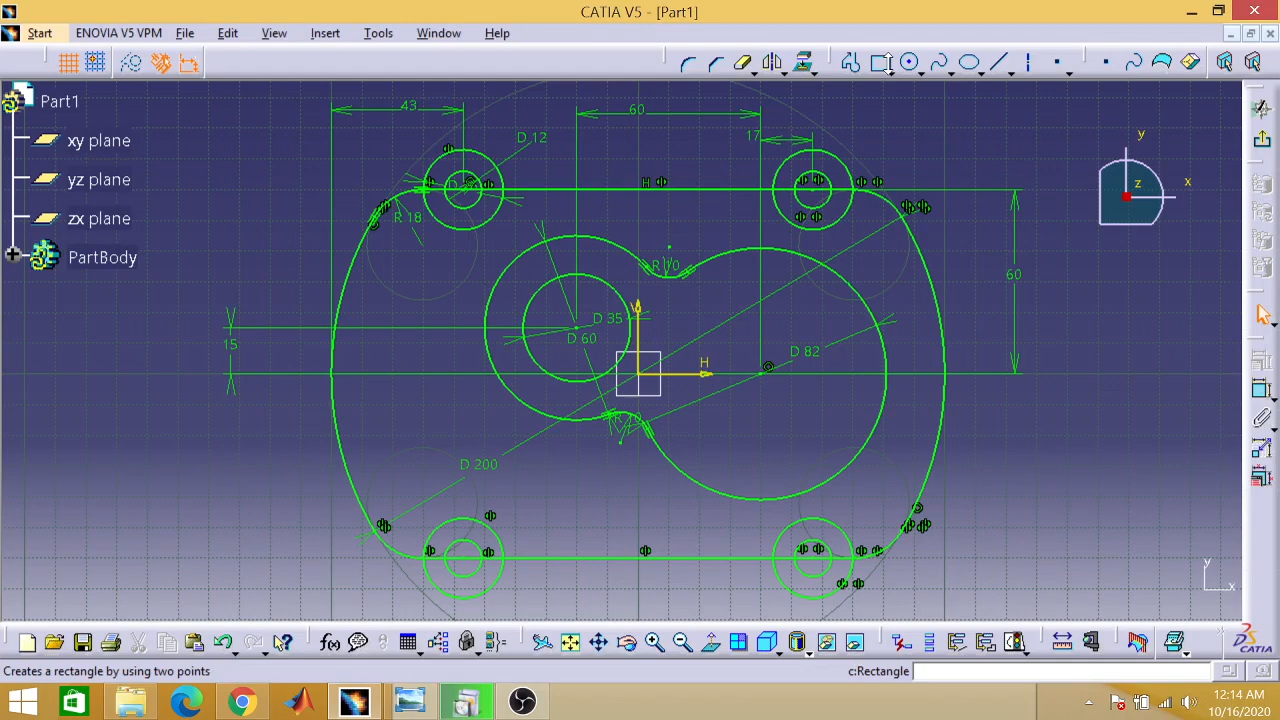 CATIA V5 - [Part1]
Start ENOVIA V5 VPM File Edit View Insert Tools Window Help
Part1
xy plane
yz plane
zx plane
PartBody
43
60
17
D 12
R 18
H
R 10
60
15
D 35
D 60
D 82
V
H
D 200
y
z
x
y
x
f(x)
CATIA
Creates a rectangle by using two points
c:Rectangle
12:14 AM
10/16/2020